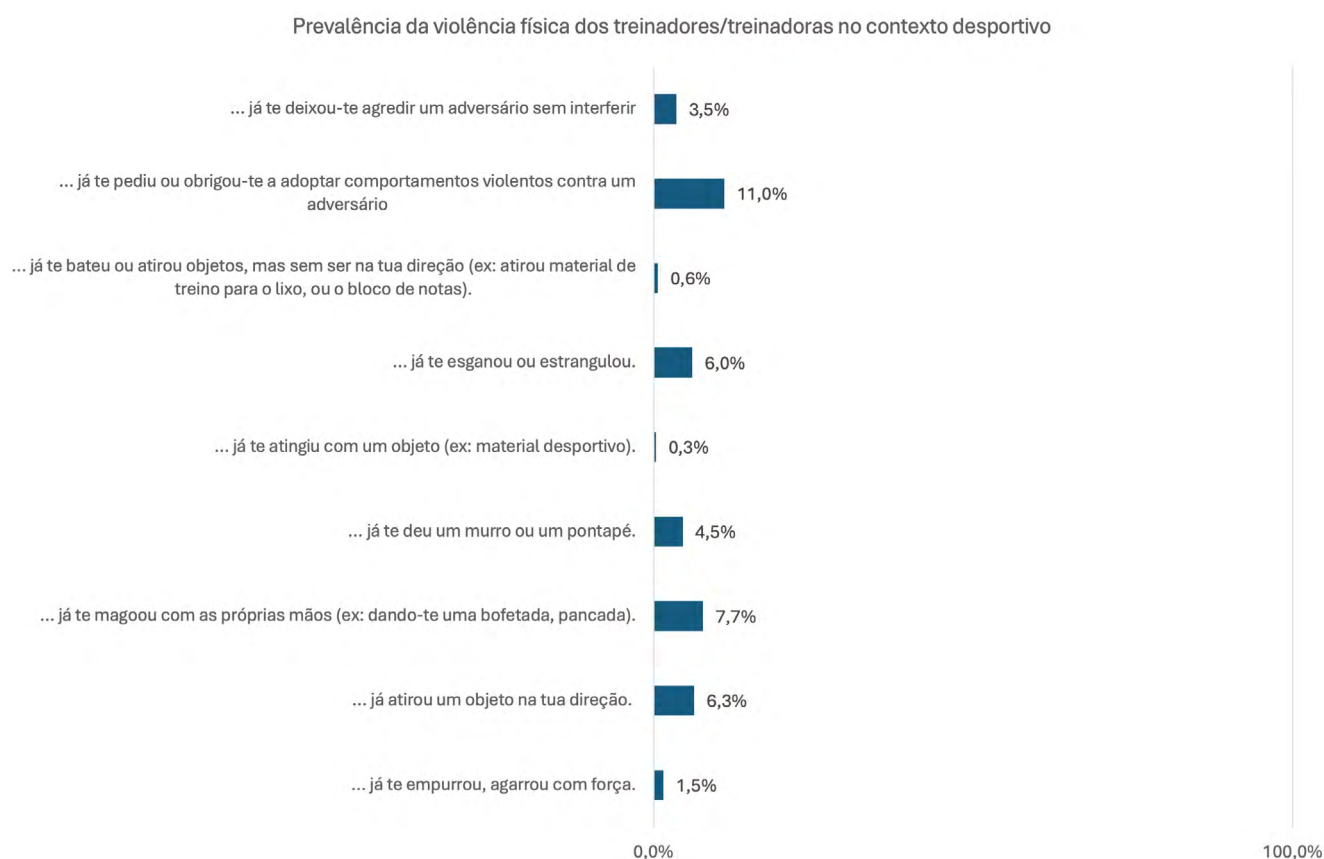 Prevalência da violência física dos treinadores/treinadoras no contexto desportivo
... já te deixou-te agredir um adversário sem interferir
3,5%
... já te pediu ou obrigou-te a adoptar comportamentos violentos contra um
adversário
11,0%
... já te bateu ou atirou objetos, mas sem ser na tua direção (ex: atirou material de
treino para o lixo, ou o bloco de notas).
0,6%
... já te esganou ou estrangulou.
6,0%
... já te atingiu com um objeto (ex: material desportivo).
0,3%
... já te deu um murro ou um pontapé.
4,5%
... já te magoou com as próprias mãos (ex: dando-te uma bofetada, pancada).
7,7%
... já atirou um objeto na tua direção.
6,3%
... já te empurrou, agarrou com força.
1,5%
0,0%
100,0%